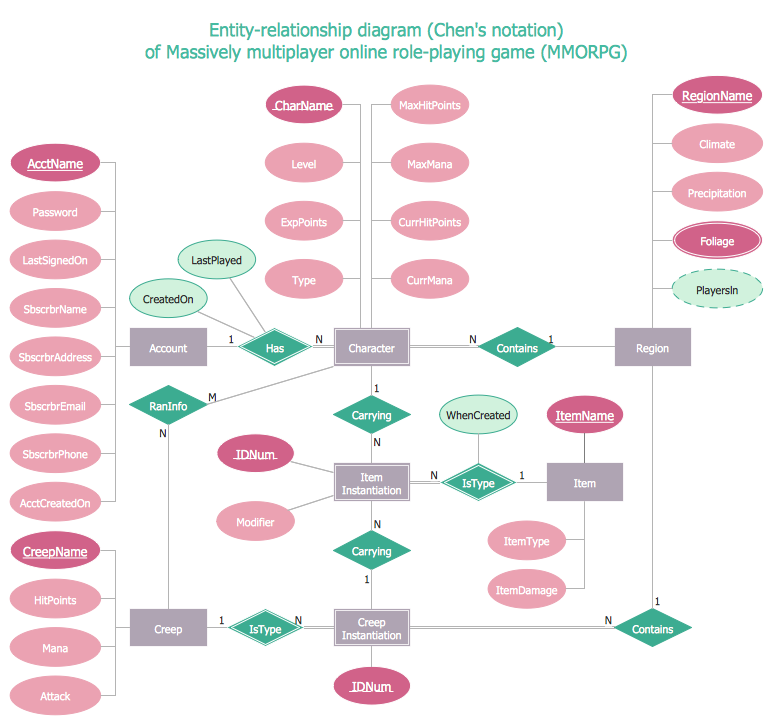 Entity-relationship diagram (Chen's notation)
of Massively multiplayer online role-playing game (MMORPG)
CharName
MaxHitPoints
RegionName
Level
MaxMana
Climate
AcctName
ExpPoints
CurrHitPoints
Precipitation
Password
Type
CurrMana
Foliage
LastSignedOn
LastPlayed
PlayersIn
SbscrbrName
CreatedOn
SbscrbrAddress
Account
1
Has
N
Character
N
Contains
1
Region
SbscrbrEmail
RanInfo
M
N
1
Carrying
N
WhenCreated
ItemName
SbscrbrPhone
IDNum
AcctCreatedOn
Modifier
Item
Instantiation
N
IsType
1
Item
ItemType
ItemDamage
N
Carrying
1
CreepName
HitPoints
Mana
Attack
Creep
1
IsType
N
Creep
Instantiation
N
Contains
1
IDNum